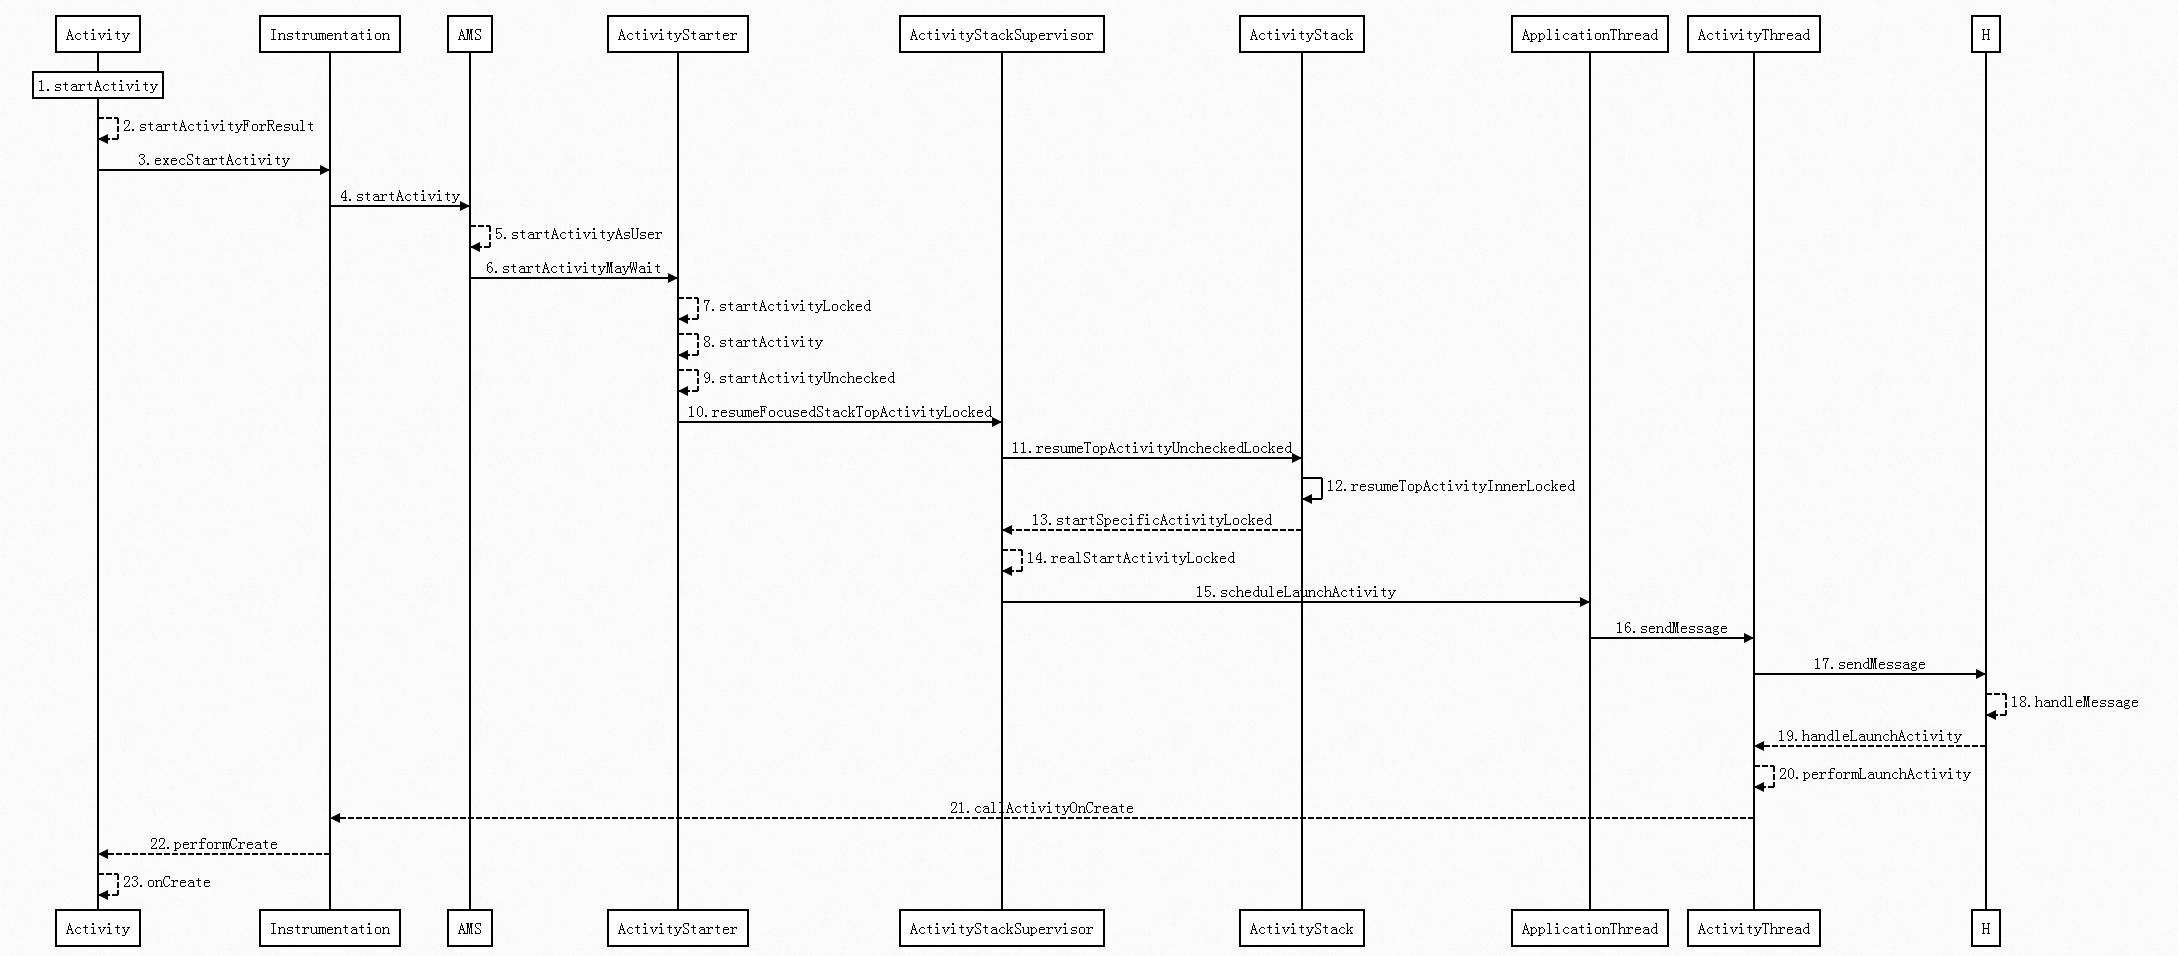 Activity Instrumentation AMS ActivityStarter ActivityStackSupervisor ActivityStack ApplicationThread ActivityThread H
1.startActivity
2.startActivityForResult
3.execStartActivity
4.startActivity
5.startActivityAsUser
6.startActivityMayWait
7.startActivityLocked
8.startActivity
9.startActivityUnchecked
10.resumeFocusedStackTopActivityLocked
11.resumeTopActivityUncheckedLocked
12.resumeTopActivityInnerLocked
13.startSpecificActivityLocked
14.realStartActivityLocked
15.scheduleLaunchActivity
16.sendMessage
17.sendMessage
18.handleMessage
19.handleLaunchActivity
20.performLaunchActivity
21.callActivityOnCreate
22.performCreate
23.onCreate
Activity Instrumentation AMS ActivityStarter ActivityStackSupervisor ActivityStack ApplicationThread ActivityThread H